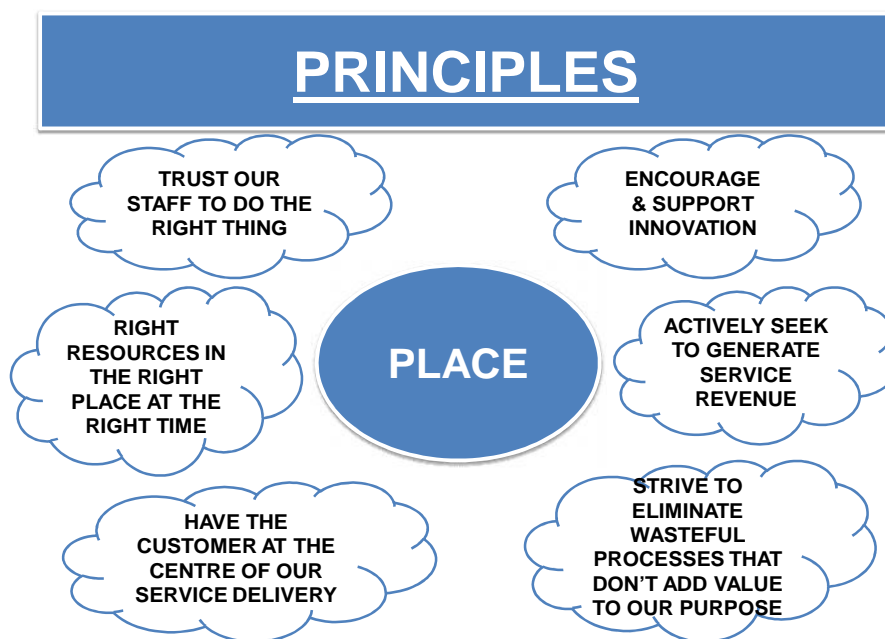 PRINCIPLES
TRUST OUR
STAFF TO DO THE
RIGHT THING
ENCOURAGE
& SUPPORT
INNOVATION
RIGHT
RESOURCES IN
THE RIGHT
PLACE AT THE
RIGHT TIME
PLACE
ACTIVELY SEEK
TO GENERATE
SERVICE
REVENUE
HAVE THE
CUSTOMER AT THE
CENTRE OF OUR
SERVICE DELIVERY
STRIVE TO
ELIMINATE
WASTEFUL
PROCESSES THAT
DON’T ADD VALUE
TO OUR PURPOSE